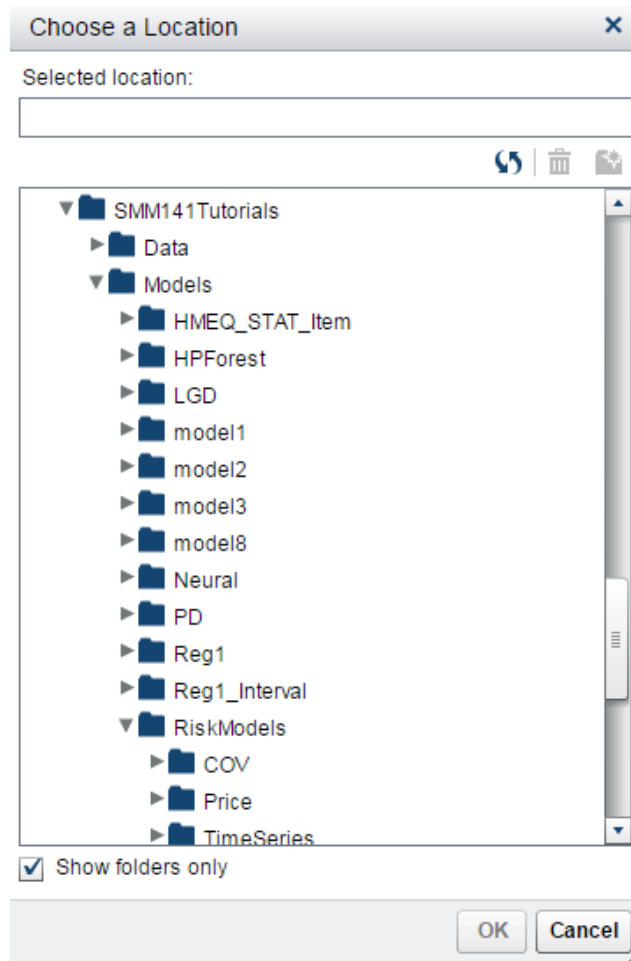 Choose a Location
Selected location:
SMM141Tutorials
Data
Models
HMEQ_STAT_Item
HPForest
LGD
model1
model2
model3
model8
Neural
PD
Reg1
Reg1_Interval
RiskModels
COV
Price
TimeSeries
Show folders only
OK Cancel